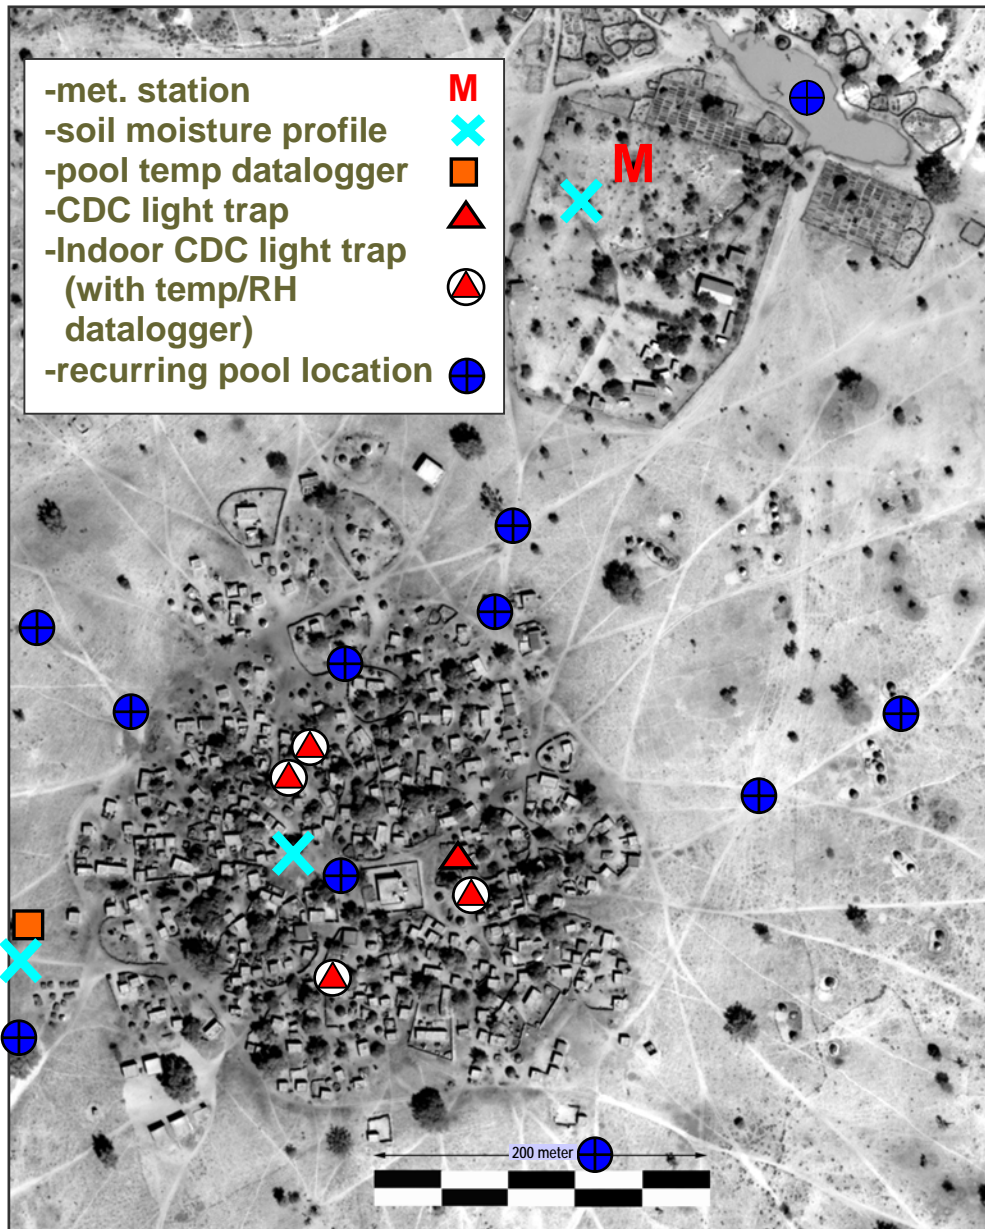 -met. station M
-soil moisture profile
-pool temp datalogger
-CDC light trap
-Indoor CDC light trap
(with temp/RH
datalogger)
-recurring pool location
M
200 meter